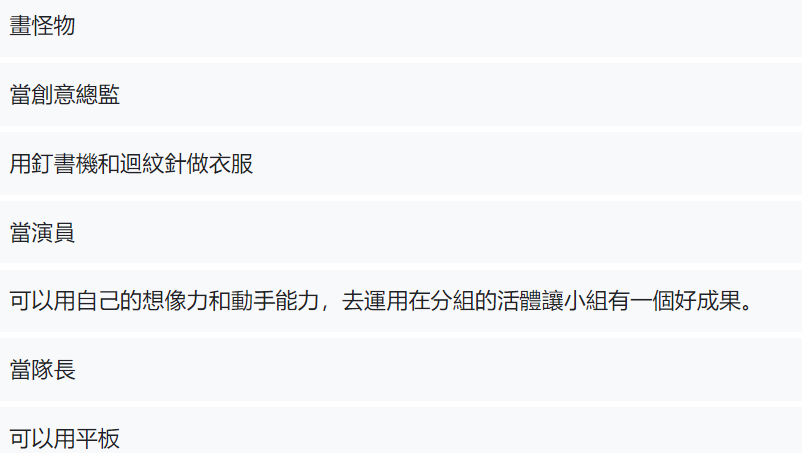 畫怪物
當創意總監
用釘書機和迴紋針做衣服
當演員
可以用自己的想像力和動手能力，去運用在分組的活體讓小組有一個好成果。
當隊長
可以用平板